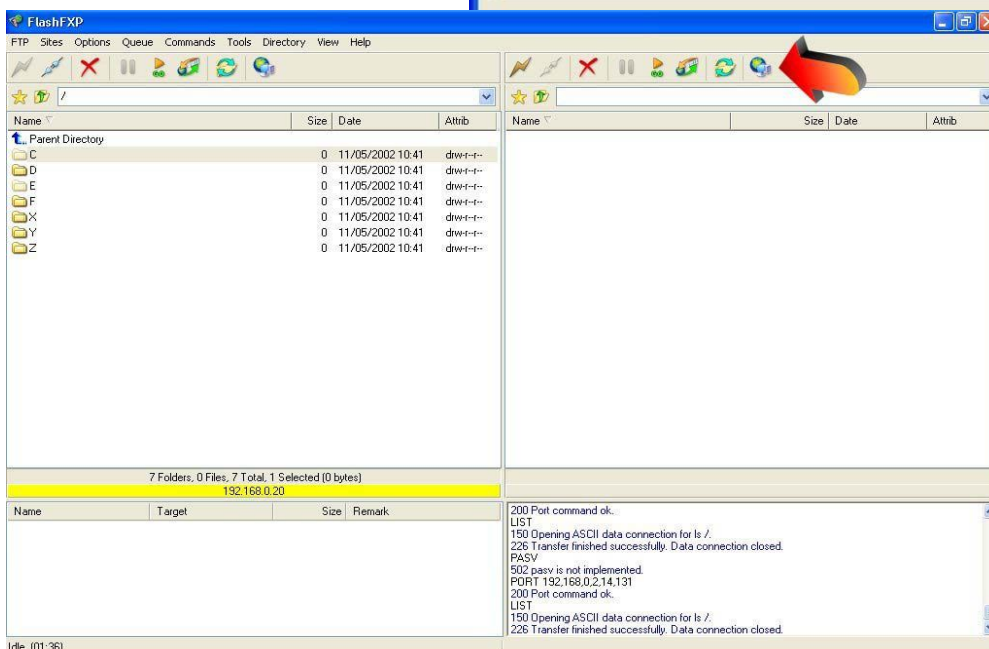 FlashFXP
FTP Sites Options Queue Commands Tools Directory View Help
/
Name Size Date Attrib
Parent Directory
C 0 11/05/2002 10:41 drw-r--r--
D 0 11/05/2002 10:41 drw-r--r--
E 0 11/05/2002 10:41 drw-r--r--
F 0 11/05/2002 10:41 drw-r--r--
X 0 11/05/2002 10:41 drw-r--r--
Y 0 11/05/2002 10:41 drw-r--r--
Z 0 11/05/2002 10:41 drw-r--r--
7 Folders, 0 Files, 7 Total, 1 Selected (0 bytes)
192.168.0.20
Name Size Date Attrib
Name Target Size Remark
200 Port command ok.
LIST
150 Opening ASCII data connection for ls /.
226 Transfer finished successfully. Data connection closed.
PASV
502 pasv is not implemented.
PORT 192,168,0,2,14,131
200 Port command ok.
LIST
150 Opening ASCII data connection for ls /.
226 Transfer finished successfully. Data connection closed.
Idle. (01:36)